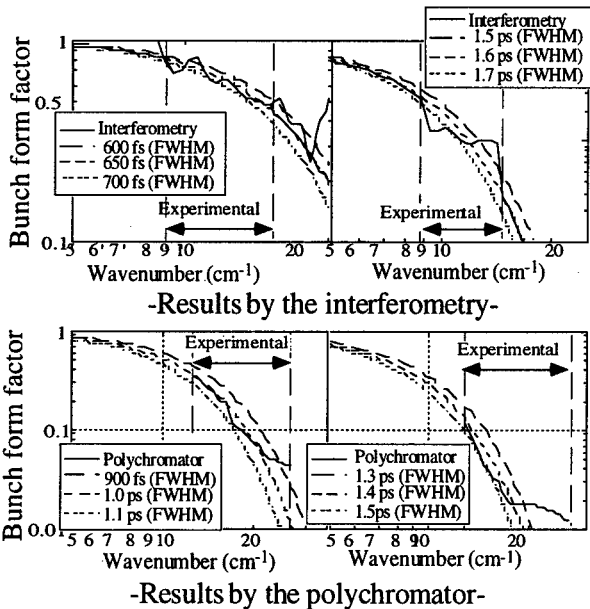 Bunch form factor
1
0.5
0.1
Interferometry
600 fs (FWHM)
650 fs (FWHM)
700 fs (FWHM)
Experimental
5 6 7 8 9 10 20
Wavenumber (cm-1)
Interferometry
1.5 ps (FWHM)
1.6 ps (FWHM)
1.7 ps (FWHM)
Experimental
5 6 7 8 9 10 20
Wavenumber (cm-1)
-Results by the interferometry-
Bunch form factor
1
0.1
0.0
Experimental
Polychromator
900 fs (FWHM)
1.0 ps (FWHM)
1.1 ps (FWHM)
5 6 7 8 9 10 20
Wavenumber (cm-1)
Experimental
Polychromator
1.3 ps (FWHM)
1.4 ps (FWHM)
1.5ps (FWHM)
5 6 7 8 9 10 20
Wavenumber (cm-1)
-Results by the polychromator-